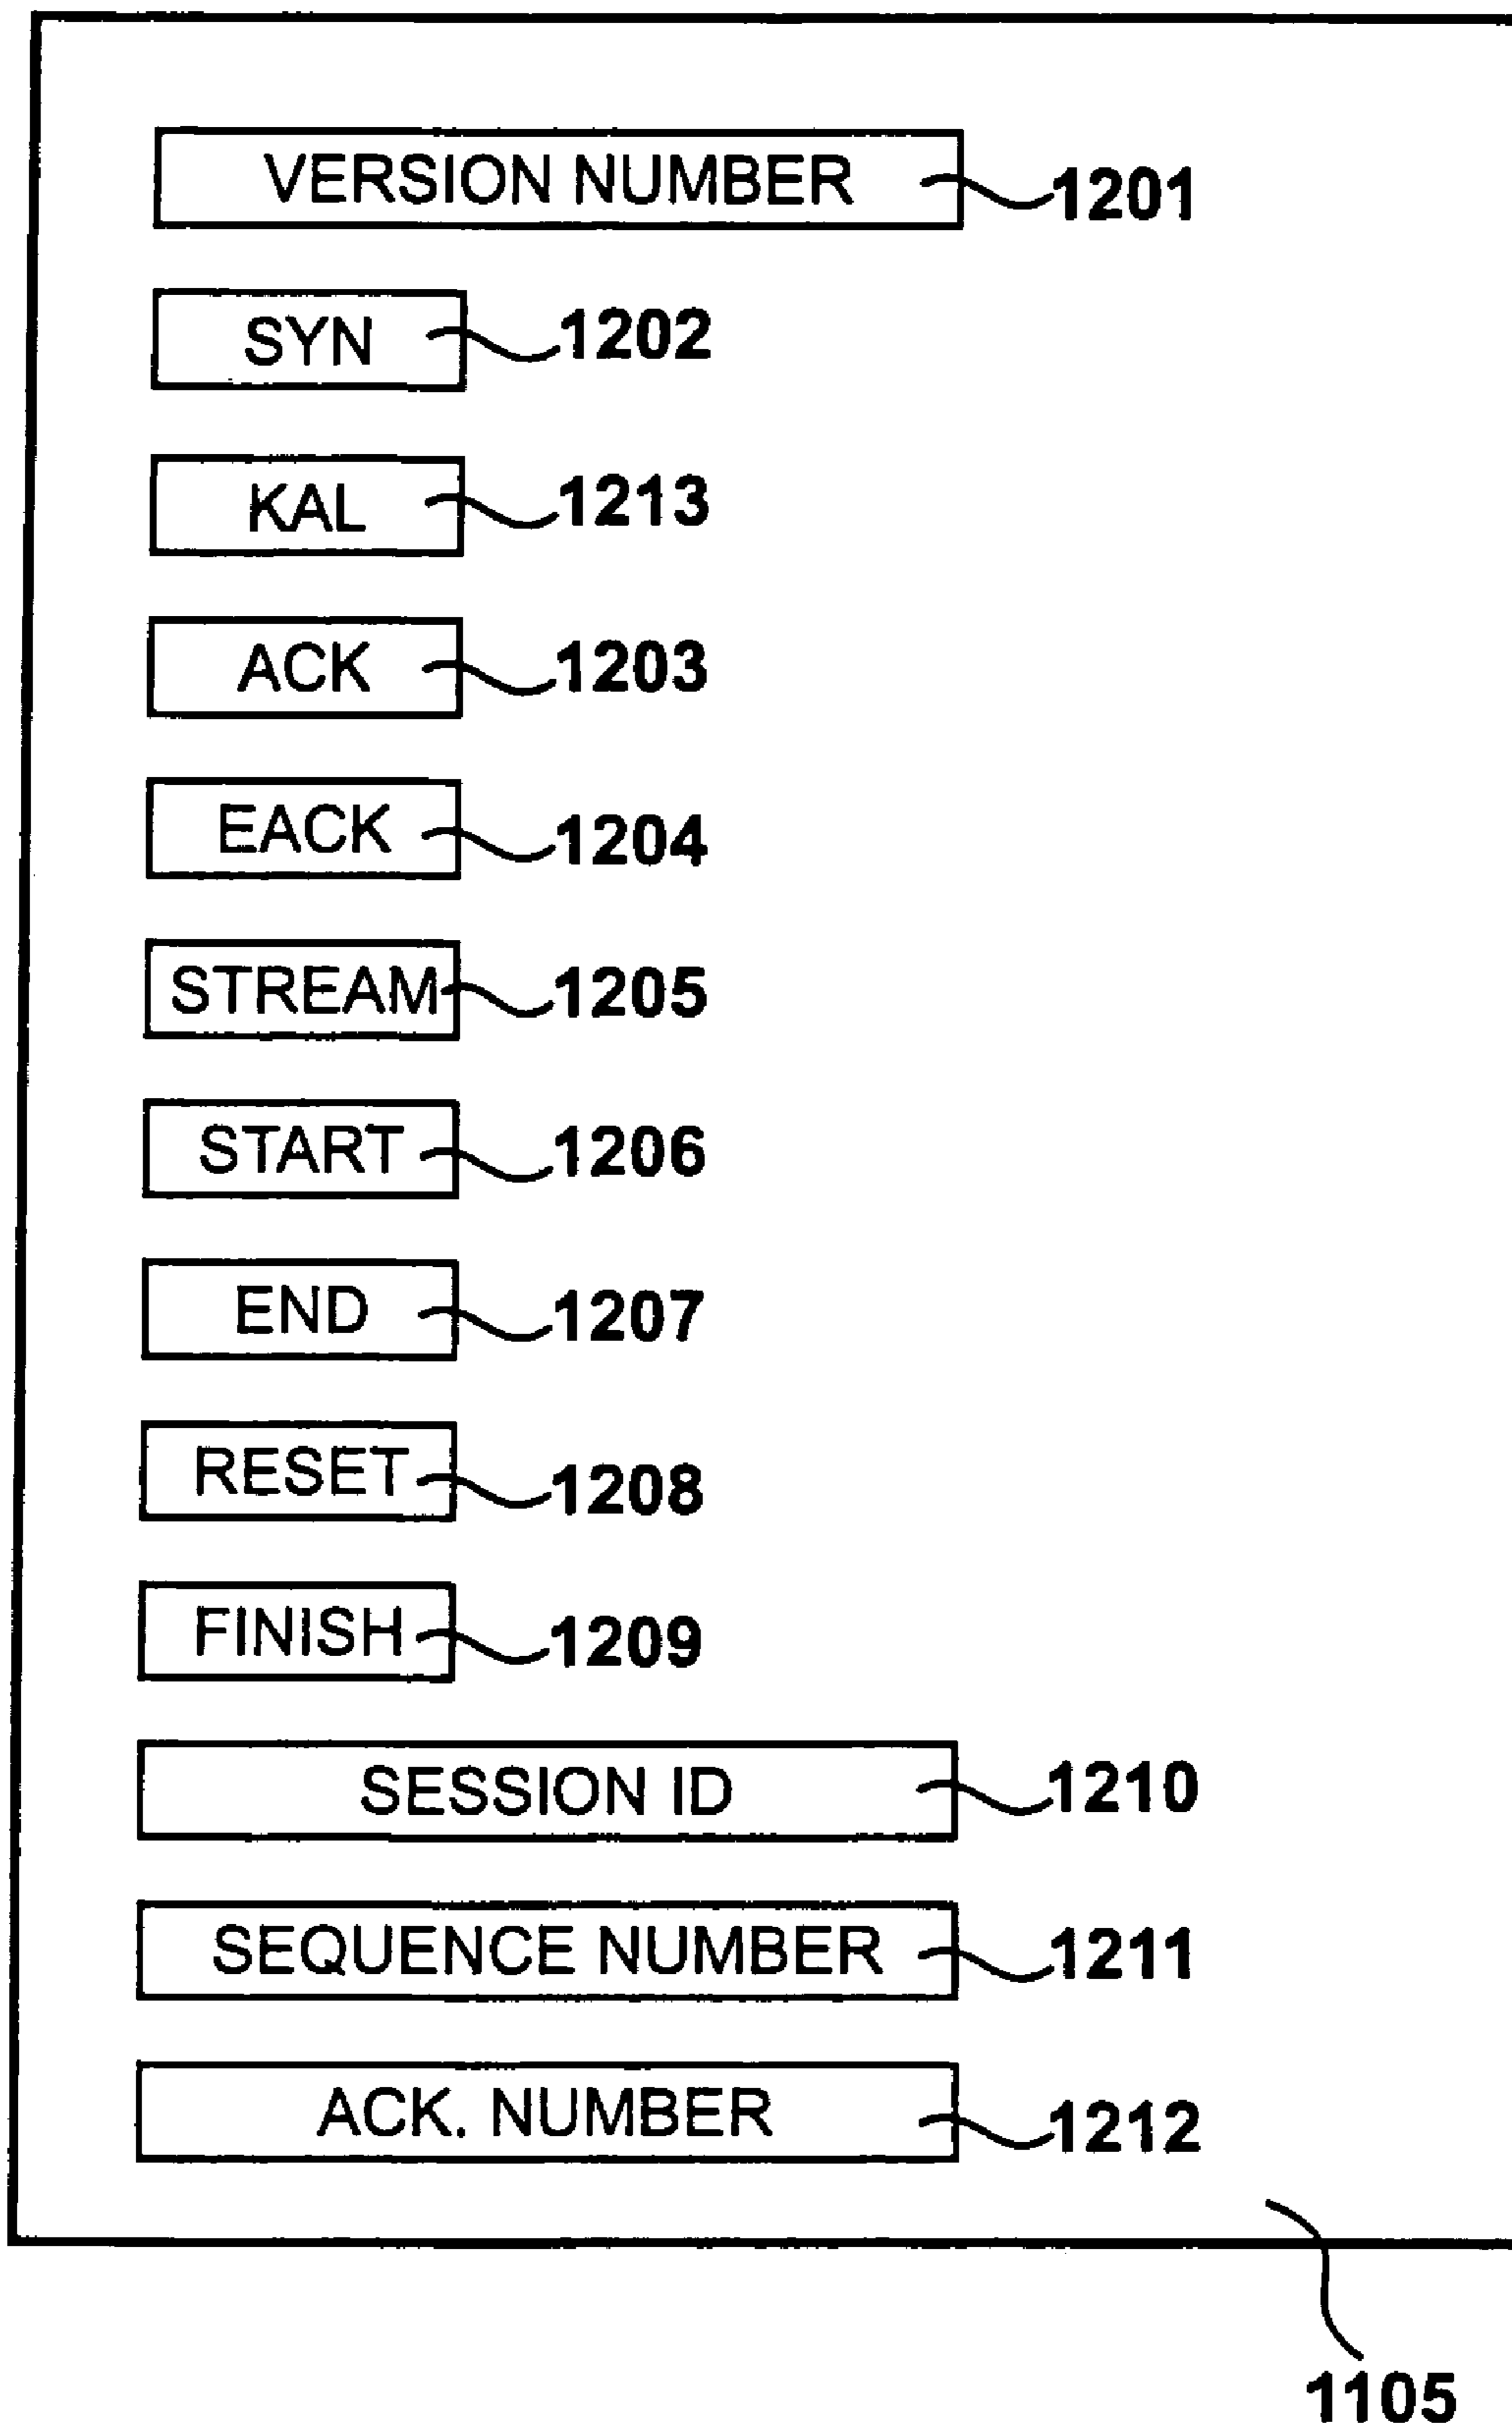 VERSION NUMBER 1201
SYN 1202
KAL 1213
ACK 1203
EACK 1204
STREAM 1205
START 1206
END 1207
RESET 1208
FINISH 1209
SESSION ID 1210
SEQUENCE NUMBER 1211
ACK. NUMBER 1212
1105